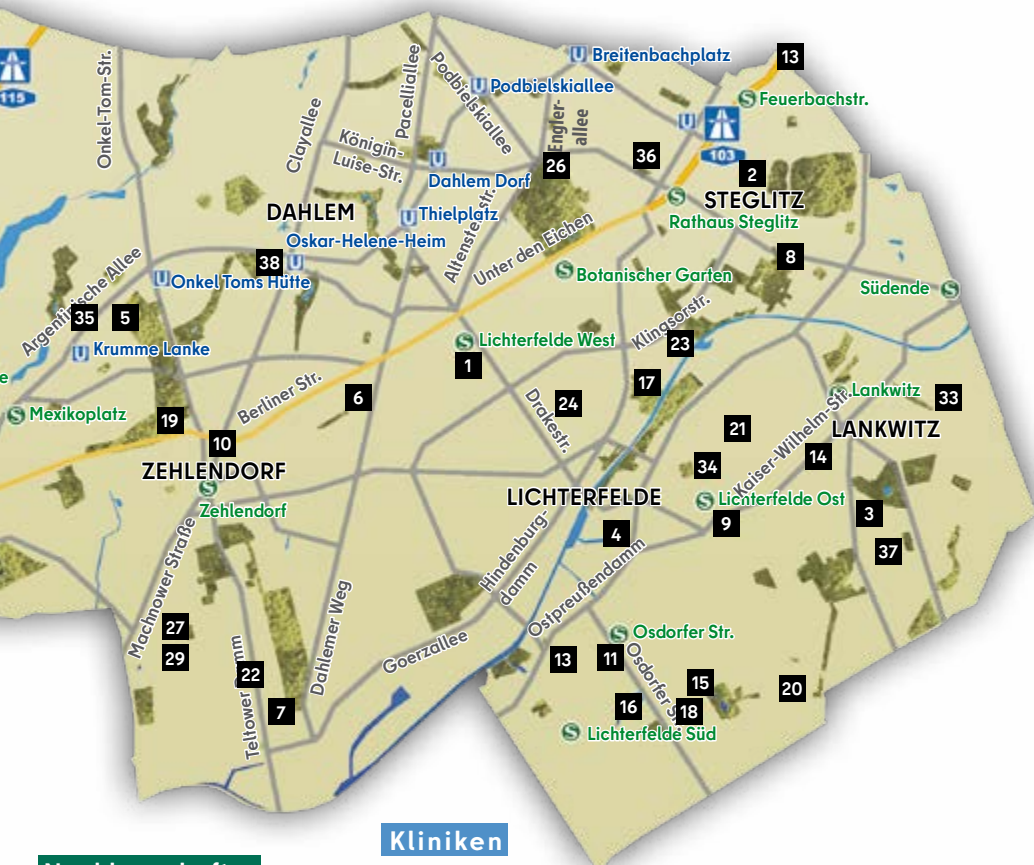 Breitenbachplatz
13
Onkel-Tom-Str.
Pacelliallee
Podbielskiallee
Podbielskiallee
115
Feuerbachstr.
Clayallee
Engler-
allee
103
Königin-
Luise-Str.
26
36
2
Dahlem Dorf
STEGLITZ
DAHLEM
Thielplatz
Rathaus Steglitz
Altensteinstr.
Unter den Eichen
Oskar-Helene-Heim
38
8
Argentinische Allee
Onkel Toms Hütte
Botanischer Garten
Südende
35
5
Klingsorstr.
Krumme Lanke
Lichterfelde West
23
1
e
17
Berliner Str.
6
24
Drakestr.
Lankwitz
33
Mexikoplatz
19
10
21
Kaiser-Wilhelm-Str.
LANKWITZ
ZEHLENDORF
34
14
LICHTERFELDE
Lichterfelde Ost
Zehlendorf
4
9
3
37
Machnower Straße
Hindenburg-
damm
Ostpreußendamm
27
29
Dahlemer Weg
Goerzallee
Osdorfer Str.
13
11
22
Teltower Damm
15
20
7
16
18
Lichterfelde Süd
Kliniken